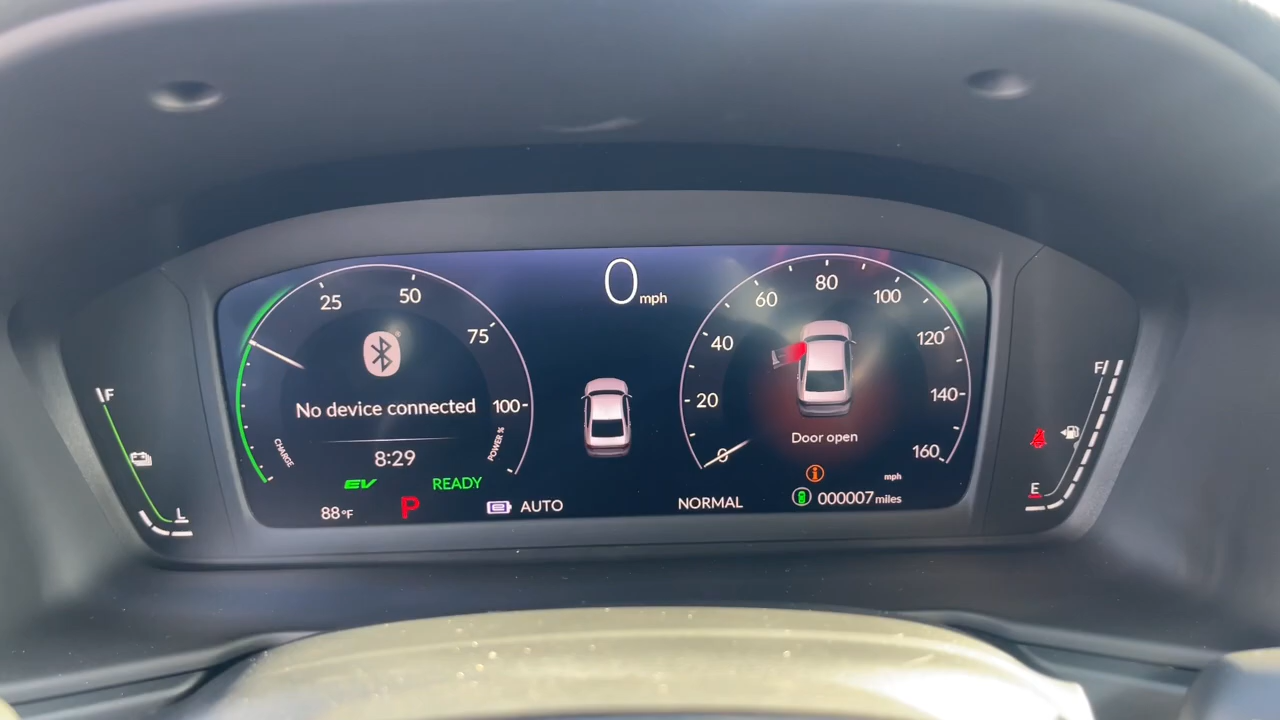 0 mph
25
50
75
100
CHARGE
POWER %
No device connected
8:29
EV
READY
88°F
P
AUTO
F
L
0
20
40
60
80
100
120
140
160
Door open
mph
NORMAL
000007 miles
F
E